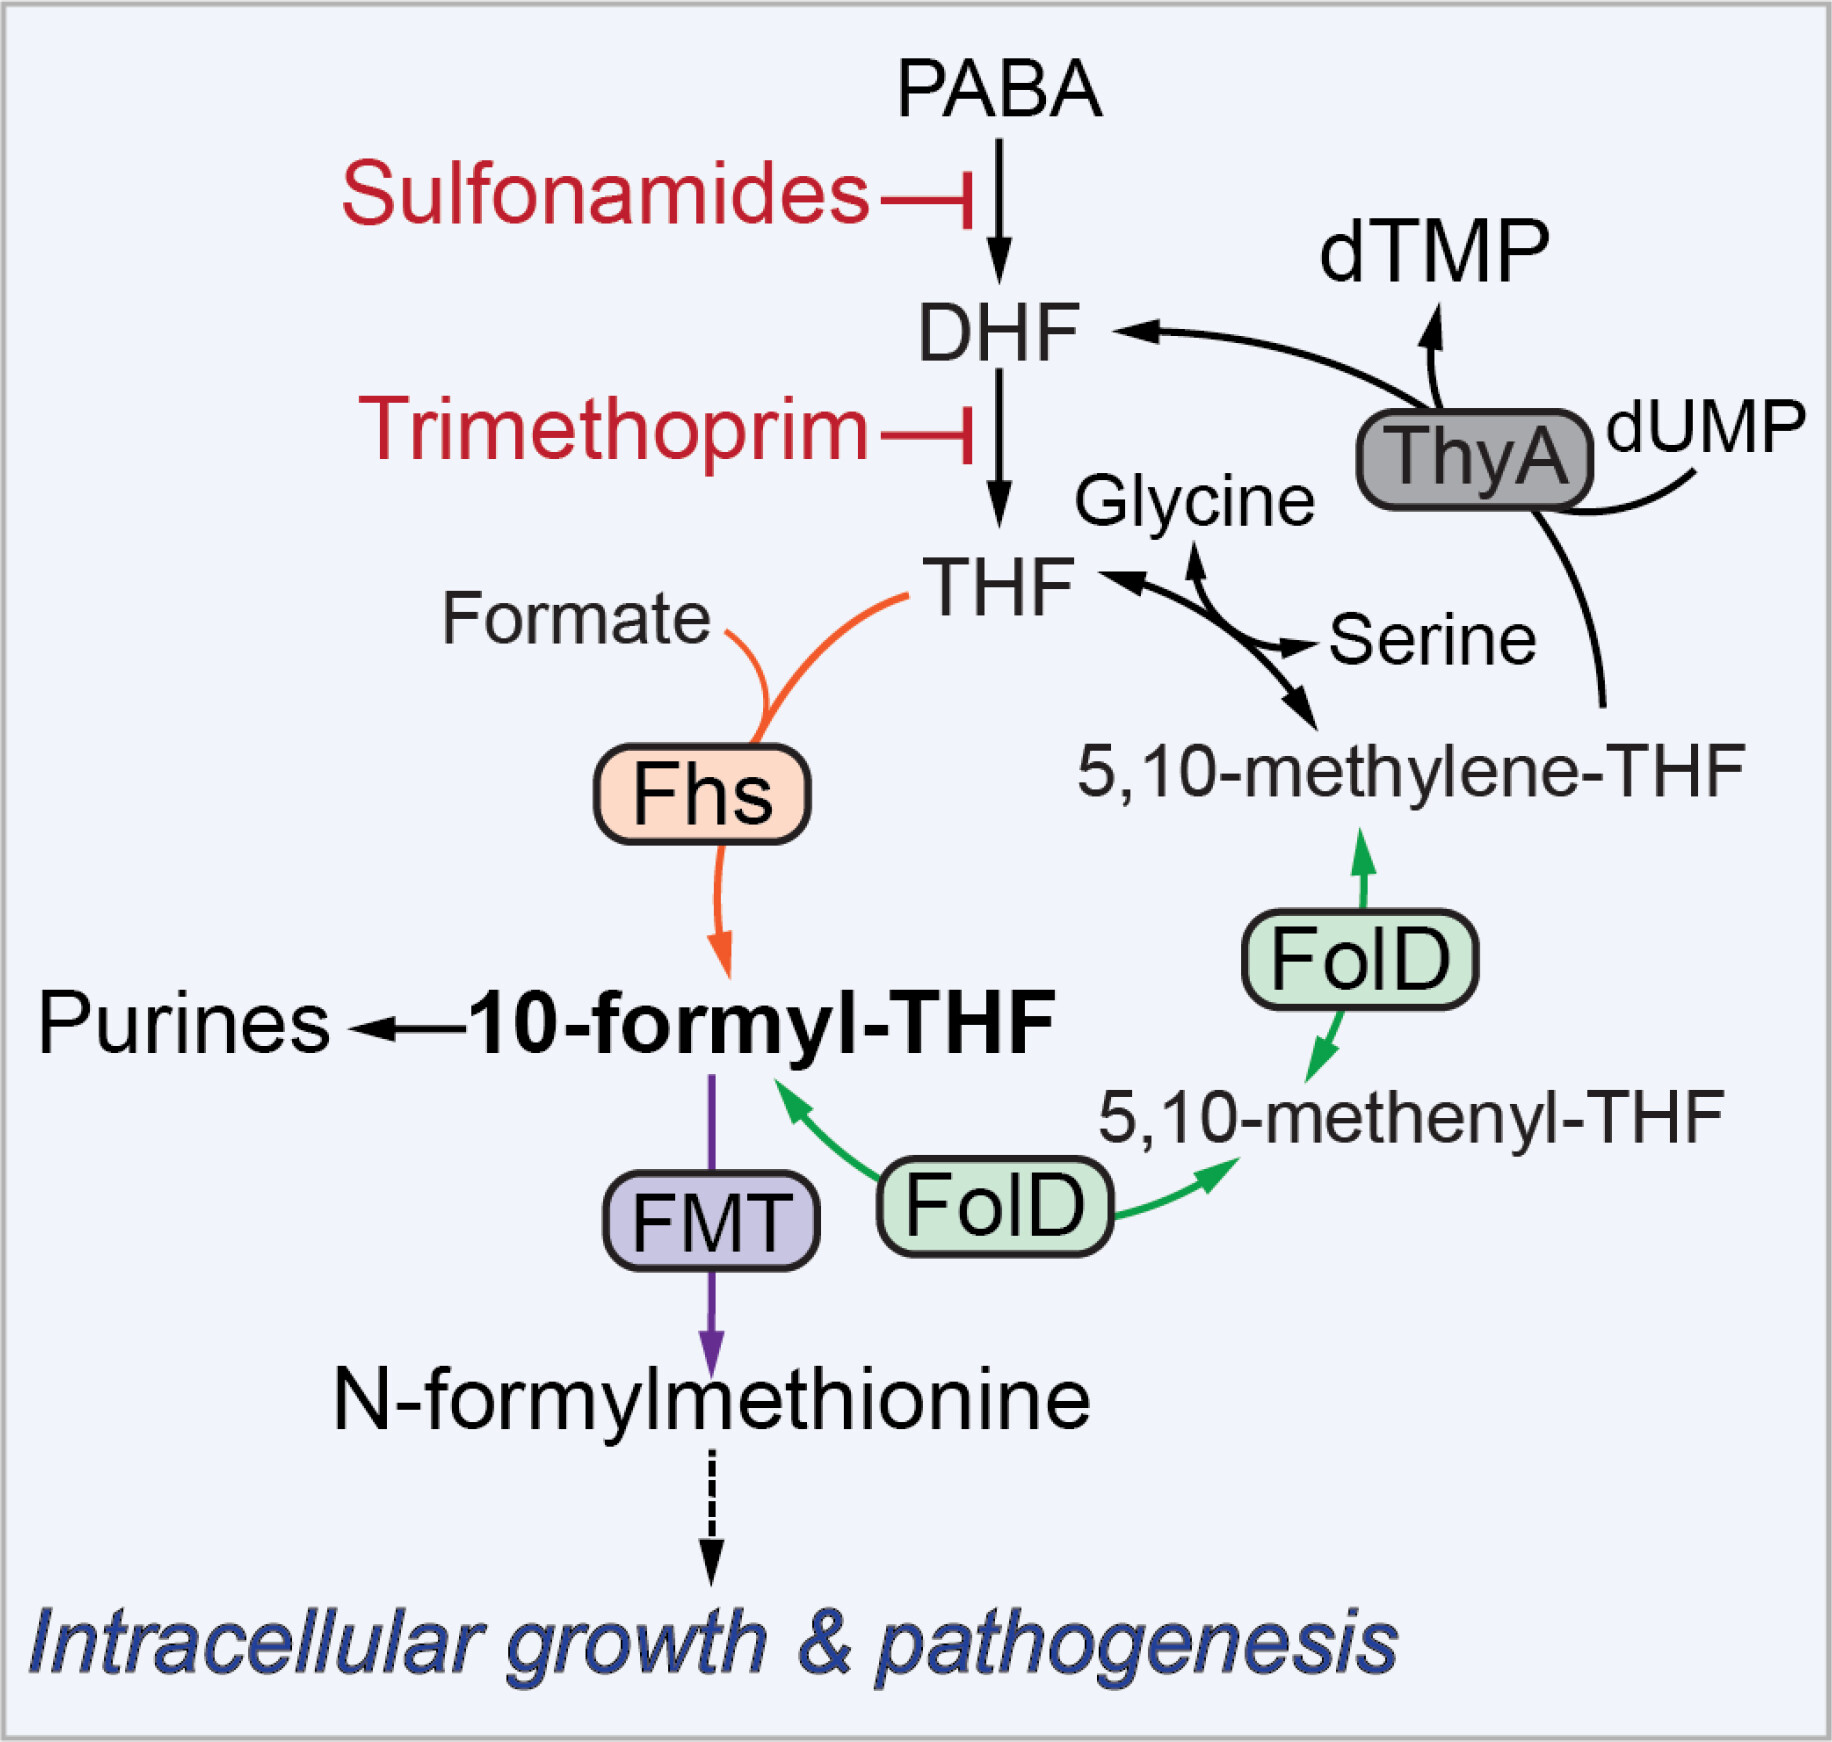 PABA
Sulfonamides
dTMP
DHF
Trimethoprim
ThyA
dUMP
Glycine
THF
Formate
Serine
Fhs
5,10-methylene-THF
FolD
Purines
10-formyl-THF
5,10-methenyl-THF
FMT
FolD
N-formylmethionine
Intracellular growth & pathogenesis